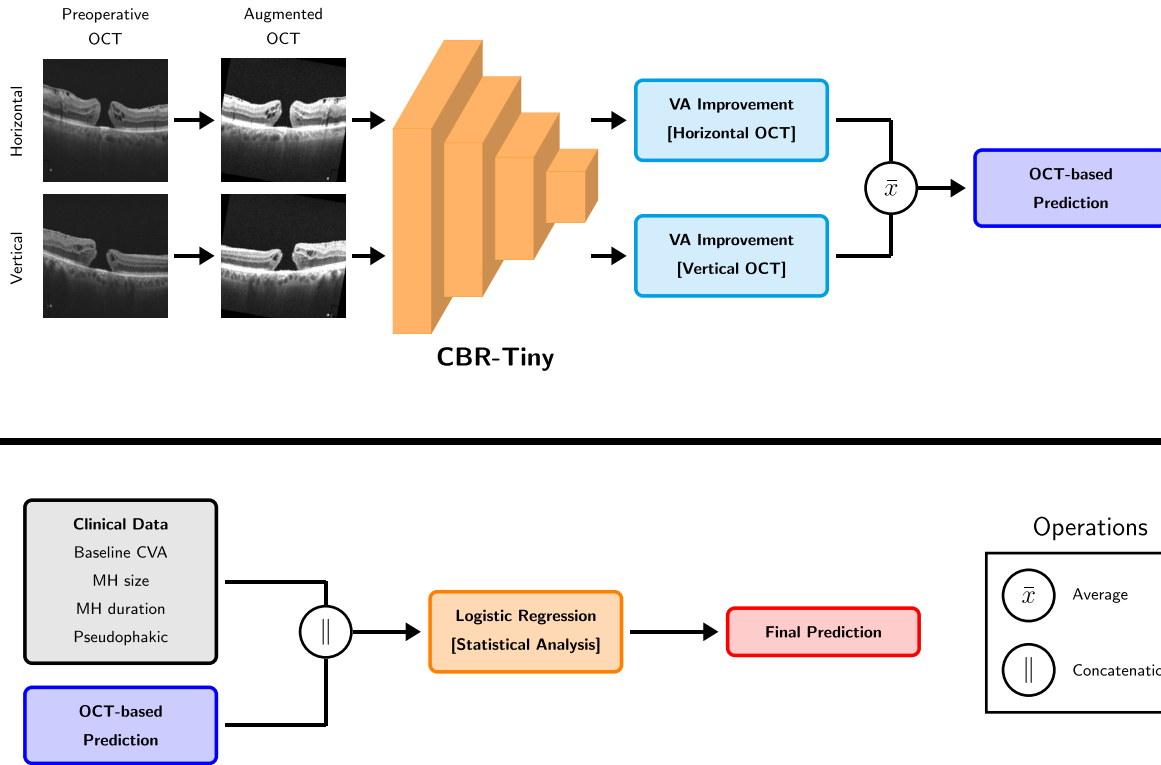 Preoperative
OCT
Augmented
OCT
Horizontal
Vertical
CBR-Tiny
VA Improvement
[Horizontal OCT]
VA Improvement
[Vertical OCT]
x̄
OCT-based
Prediction
Clinical Data
Baseline CVA
MH size
MH duration
Pseudophakic
OCT-based
Prediction
||
Logistic Regression
[Statistical Analysis]
Final Prediction
Operations
x̄ Average
|| Concatenatio